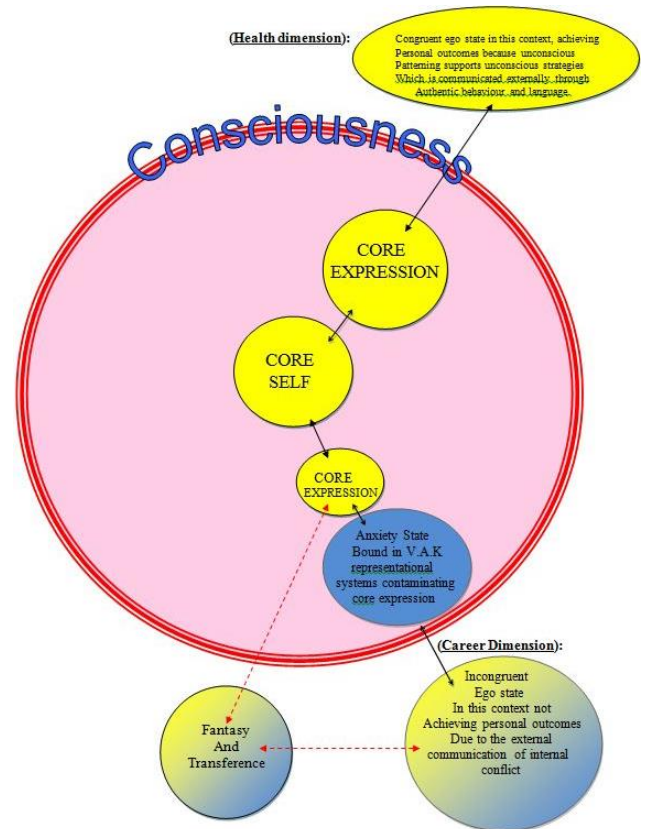 (Health dimension):
Congruent ego state in this context, achieving
Personal outcomes because unconscious
Patterning supports unconscious strategies
Which is communicated externally through
Authentic behaviour and language.
Consciousness
CORE
EXPRESSION
CORE
SELF
CORE
EXPRESSION
Anxiety State
Bound in V.A.K
representational
systems contaminating
core expression
(Career Dimension):
Incongruent
Ego state
In this context not
Achieving personal outcomes
Due to the external
communication of internal
conflict
Fantasy
And
Transference